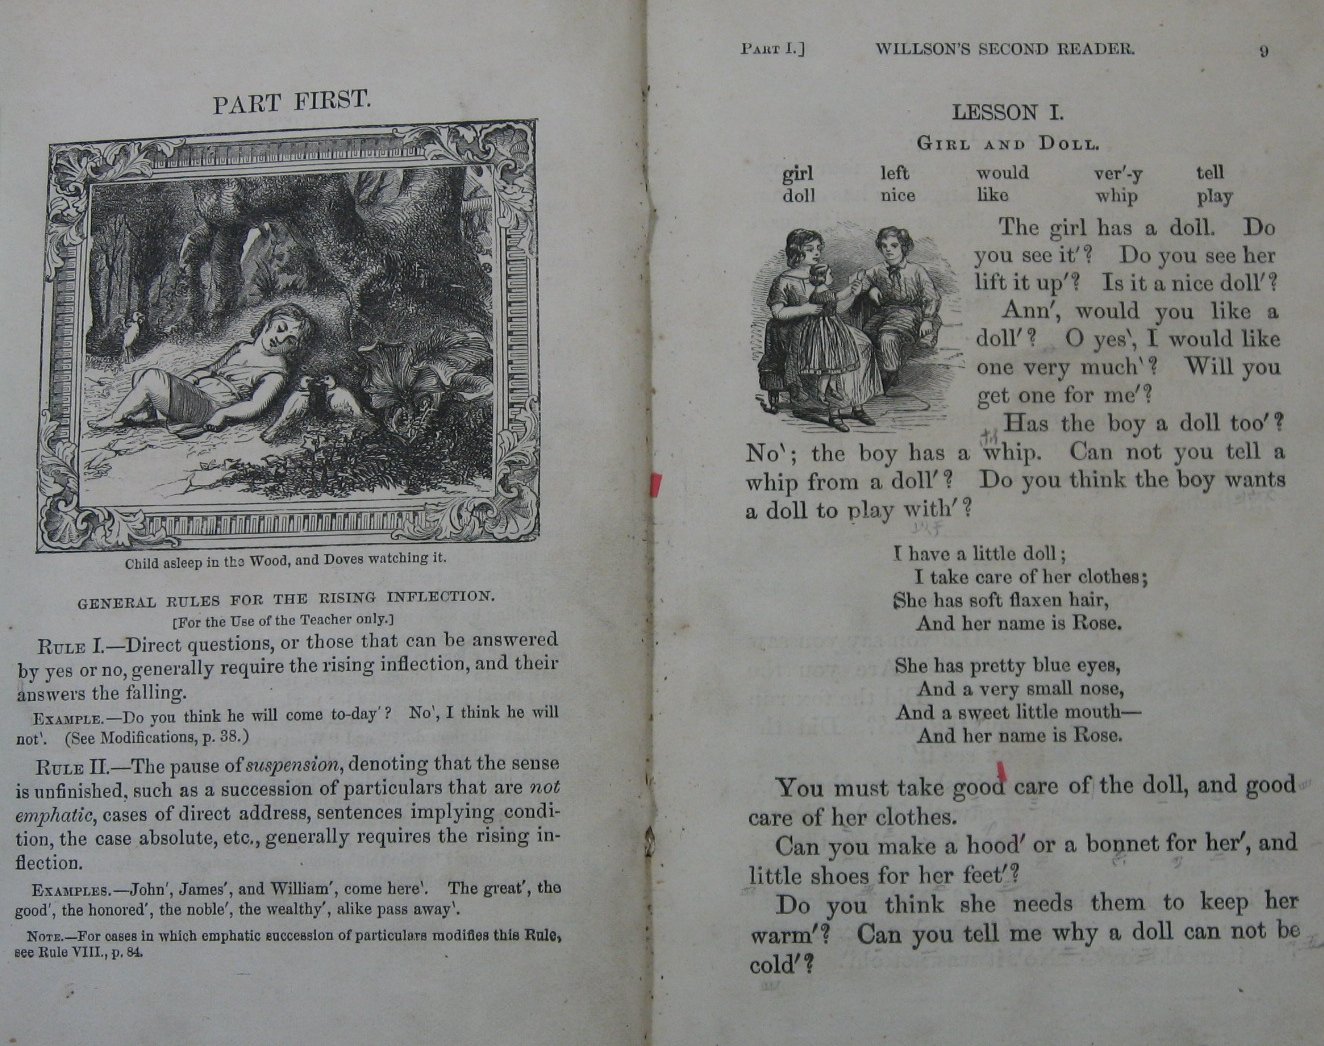 PART FIRST.
Child asleep in the Wood, and Doves watching it.
GENERAL RULES FOR THE RISING INFLECTION.
[For the Use of the Teacher only.]
RULE I.—Direct questions, or those that can be answered
by yes or no, generally require the rising inflection, and their
answers the falling.
EXAMPLE.—Do you think he will come to-day′? No‵, I think he will
not‵. (See Modifications, p. 38.)
RULE II.—The pause of suspension, denoting that the sense
is unfinished, such as a succession of particulars that are not
emphatic, cases of direct address, sentences implying condi-
tion, the case absolute, etc., generally requires the rising in-
flection.
EXAMPLES.—John′, James′, and William′, come here‵. The great′, the
good′, the honored′, the noble′, the wealthy′, alike pass away‵.
NOTE.—For cases in which emphatic succession of particulars modifies this Rule,
see Rule VIII., p. 84.
PART I.] WILLSON'S SECOND READER. 9
LESSON I.
GIRL AND DOLL.
girl left would ver′-y tell
doll nice like whip play
The girl has a doll. Do
you see it′? Do you see her
lift it up′? Is it a nice doll′?
Ann′, would you like a
doll′? O yes‵, I would like
one very much‵? Will you
get one for me′?
Has the boy a doll too′?
No‵; the boy has a whip. Can not you tell a
whip from a doll′? Do you think the boy wants
a doll to play with′?
I have a little doll;
I take care of her clothes;
She has soft flaxen hair,
And her name is Rose.
She has pretty blue eyes,
And a very small nose,
And a sweet little mouth—
And her name is Rose.
You must take good care of the doll, and good
care of her clothes.
Can you make a hood′ or a bonnet for her′, and
little shoes for her feet′?
Do you think she needs them to keep her
warm′? Can you tell me why a doll can not be
cold′?